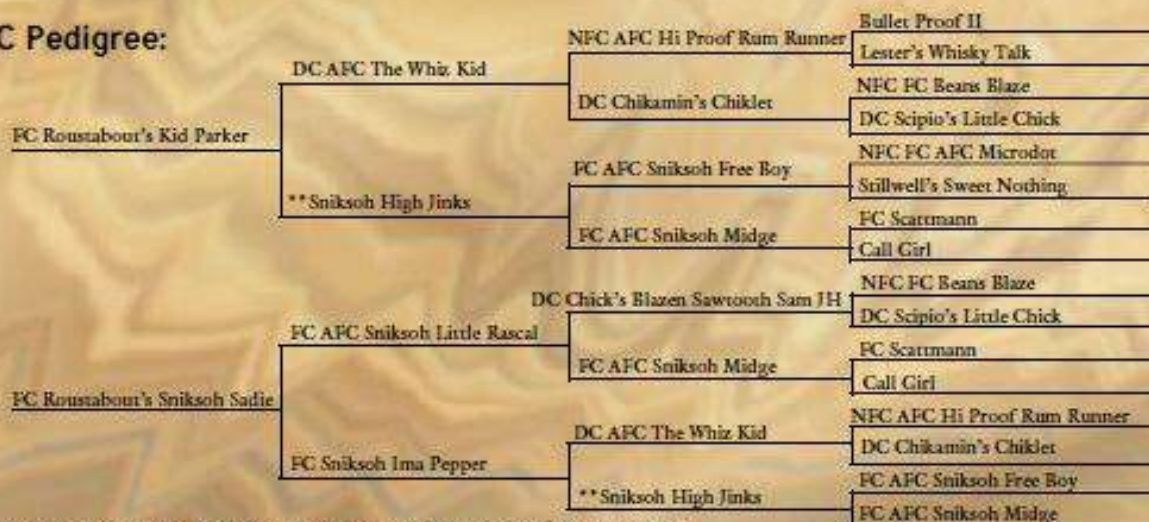 C Pedigree:
FC Roustabout's Kid Parker
DC AFC The Whiz Kid
NFC AFC Hi Proof Rum Runner
Bullet Proof II
Lester's Whisky Talk
DC Chikamin's Chiklet
NFC FC Beans Blaze
DC Scipio's Little Chick
**Sniksoh High Jinks
FC AFC Sniksoh Free Boy
NFC FC AFC Microdot
Stillwell's Sweet Nothing
FC AFC Sniksoh Midge
FC Scattmann
Call Girl
FC Roustabout's Sniksoh Sadie
FC AFC Sniksoh Little Rascal
DC Chick's Blazen Sawtooth Sam JH
NFC FC Beans Blaze
DC Scipio's Little Chick
FC AFC Sniksoh Midge
FC Scattmann
Call Girl
FC Sniksoh Ima Pepper
DC AFC The Whiz Kid
NFC AFC Hi Proof Rum Runner
DC Chikamin's Chiklet
**Sniksoh High Jinks
FC AFC Sniksoh Free Boy
FC AFC Sniksoh Midge